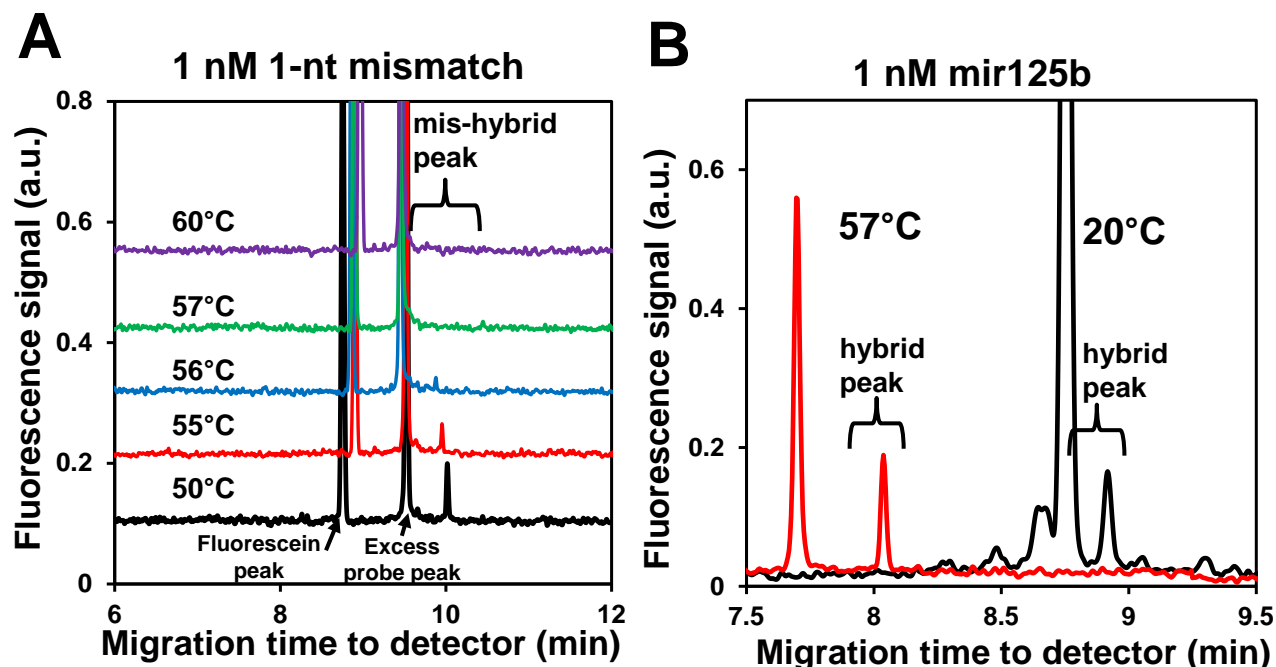 A
1 nM 1-nt mismatch
Fluorescence signal (a.u.)
0.8
0.6
0.4
0.2
0
mis-hybrid
peak
60°C
57°C
56°C
55°C
50°C
Fluorescein
peak
Excess
probe peak
6
8
10
12
Migration time to detector (min)
B
1 nM mir125b
Fluorescence signal (a.u.)
0.6
0.4
0.2
0
57°C
20°C
hybrid
peak
hybrid
peak
7.5
8
8.5
9
9.5
Migration time to detector (min)